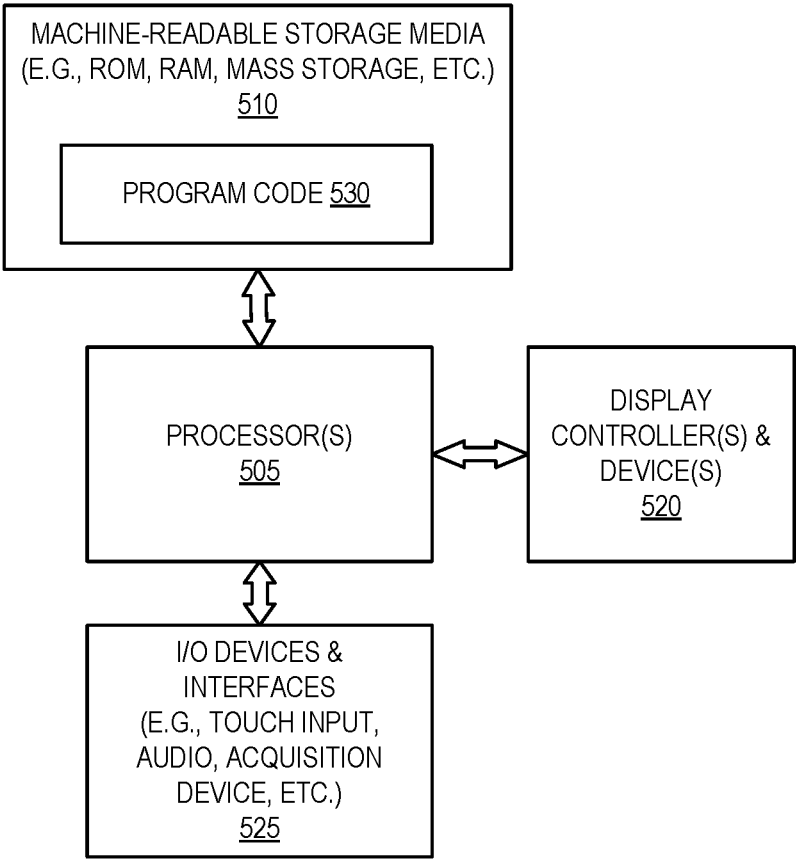 MACHINE-READABLE STORAGE MEDIA
(E.G., ROM, RAM, MASS STORAGE, ETC.)
510
PROGRAM CODE 530
PROCESSOR(S)
505
DISPLAY
CONTROLLER(S) &
DEVICE(S)
520
I/O DEVICES &
INTERFACES
(E.G., TOUCH INPUT,
AUDIO, ACQUISITION
DEVICE, ETC.)
525